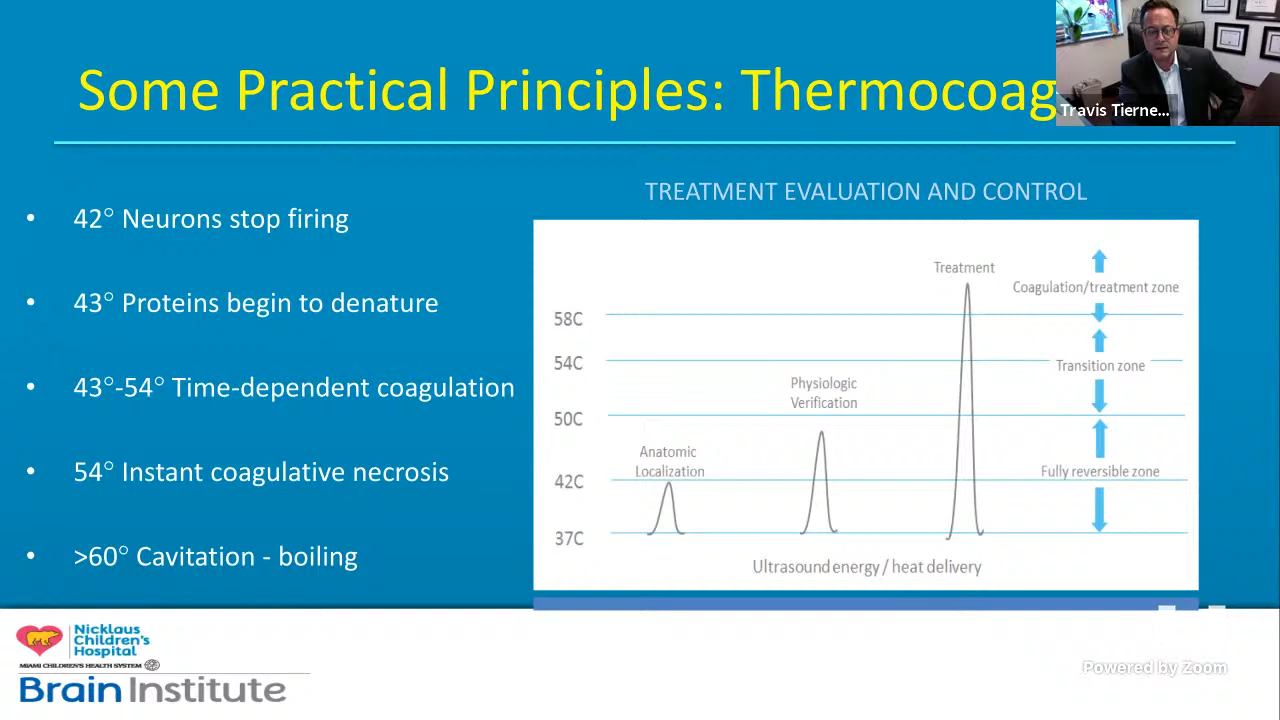 Some Practical Principles: Thermocoag
Travis Tierne...
TREATMENT EVALUATION AND CONTROL
• 42° Neurons stop firing
• 43° Proteins begin to denature
• 43°-54° Time-dependent coagulation
• 54° Instant coagulative necrosis
• >60° Cavitation - boiling
Treatment
Coagulation/treatment zone
58C
54C
Transition zone
Physiologic
Verification
50C
Anatomic
Localization
Fully reversible zone
42C
37C
Ultrasound energy / heat delivery
Nicklaus
Children's
Hospital
MIAMI CHILDREN'S HEALTH SYSTEM
Brain Institute
Powered by Zoom